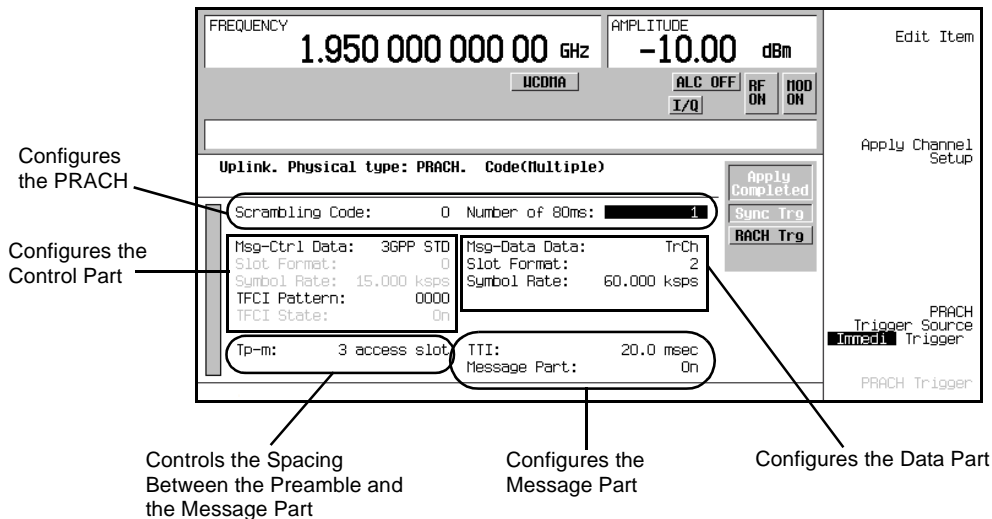 FREQUENCY
1.950 000 000 00 GHz
AMPLITUDE
-10.00 dBm
WCDMA
ALC OFF
I/Q
RF ON
MOD ON
Edit Item
Apply Channel
Setup
Uplink. Physical type: PRACH. Code(Multiple)
Apply
Completed
Sync Trg
RACH Trg
Scrambling Code: 0 Number of 80ms: 1
Msg-Ctrl Data: 3GPP STD
Slot Format: 0
Symbol Rate: 15.000 ksps
TFCI Pattern: 0000
TFCI State: On
Msg-Data Data: TrCh
Slot Format: 2
Symbol Rate: 60.000 ksps
Tp-m: 3 access slot
TTI: 20.0 msec
Message Part: On
PRACH
Trigger Source
Immedi Trigger
PRACH Trigger
Configures
the PRACH
Configures the
Control Part
Controls the Spacing
Between the Preamble and
the Message Part
Configures the
Message Part
Configures the Data Part